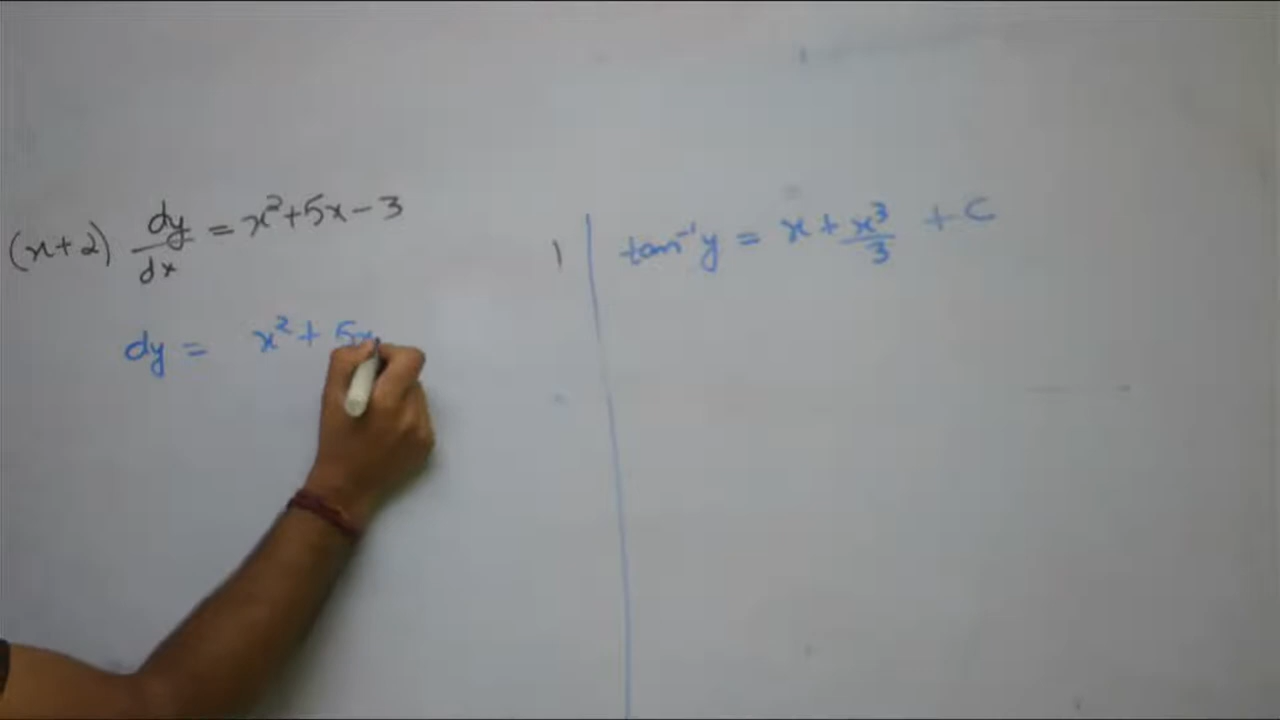 (x+2) dy/dx = x²+5x-3
dy = x² + 5x
tan⁻¹y = x + x³/3 + C